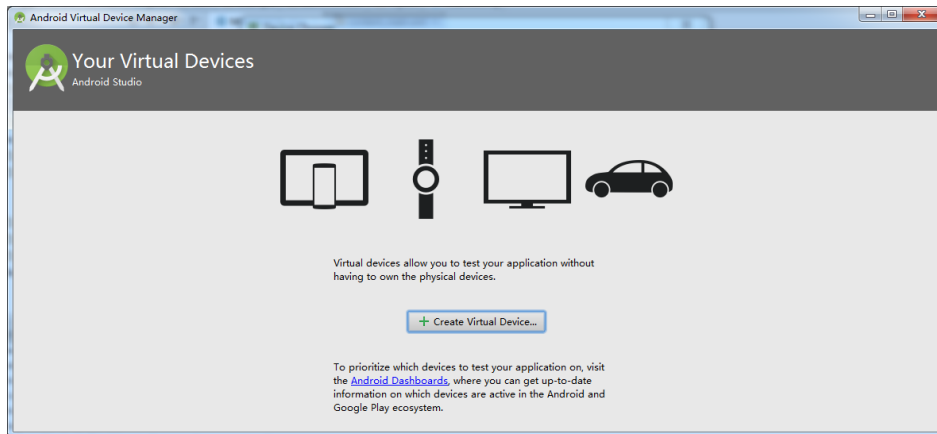 Android Virtual Device Manager
Your Virtual Devices
Android Studio
Virtual devices allow you to test your application without
having to own the physical devices.
Create Virtual Device...
To prioritize which devices to test your application on, visit
the Android Dashboards, where you can get up-to-date
information on which devices are active in the Android and
Google Play ecosystem.